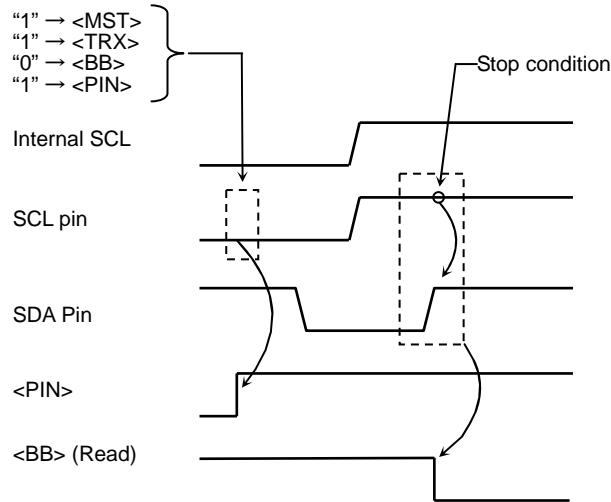 “1” → <MST>
“1” → <TRX>
“0” → <BB>
“1” → <PIN>
Stop condition
Internal SCL
SCL pin
SDA Pin
<PIN>
<BB> (Read)